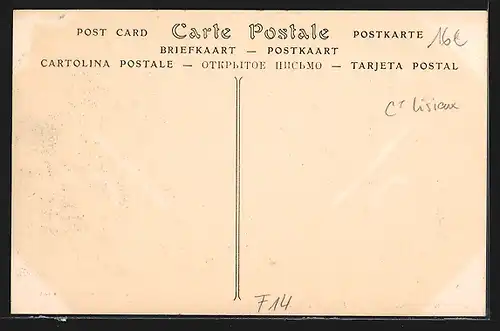 POST CARD Carte Postale POSTKARTE 16€
BRIEFKAART — POSTKAART
CARTOLINA POSTALE — ОТКРЫТОЕ ПИСЬМО — TARJETA POSTAL
Ct Lisieux
F14